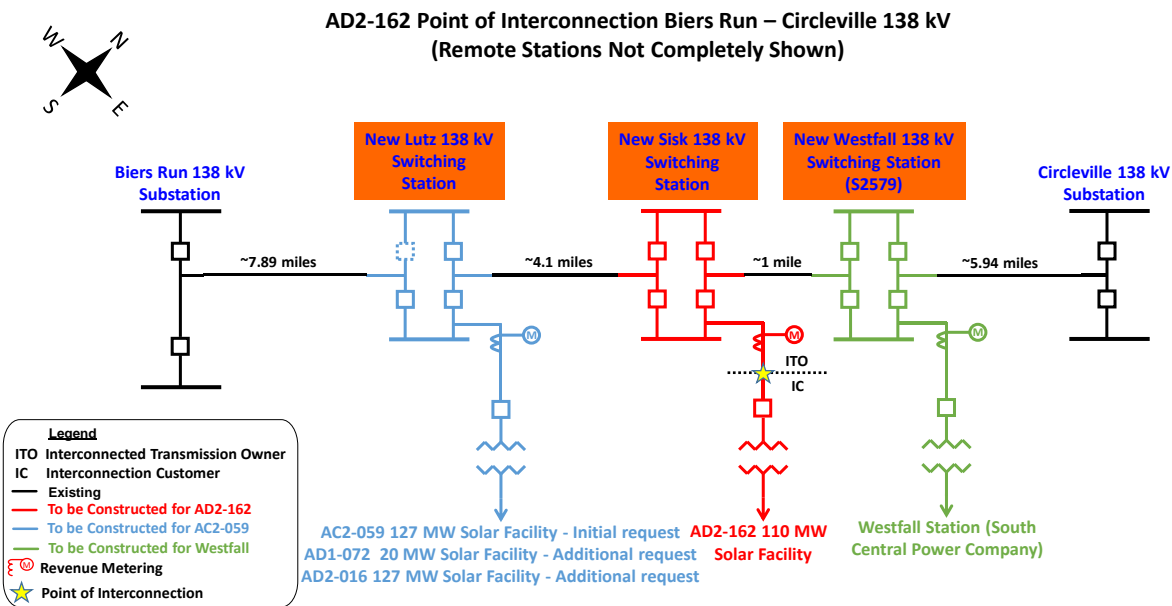 AD2-162 Point of Interconnection Biers Run – Circleville 138 kV
(Remote Stations Not Completely Shown)
W
N
S
E
Biers Run 138 kV
Substation
New Lutz 138 kV
Switching
Station
New Sisk 138 kV
Switching
Station
New Westfall 138 kV
Switching Station
(S2579)
Circleville 138 kV
Substation
~7.89 miles
~4.1 miles
~1 mile
~5.94 miles
M
M
M
ITO
IC
AC2-059 127 MW Solar Facility - Initial request
AD1-072 20 MW Solar Facility - Additional request
AD2-016 127 MW Solar Facility - Additional request
AD2-162 110 MW
Solar Facility
Westfall Station (South
Central Power Company)
Legend
ITO Interconnected Transmission Owner
IC Interconnection Customer
Existing
To be Constructed for AD2-162
To be Constructed for AC2-059
To be Constructed for Westfall
M Revenue Metering
Point of Interconnection